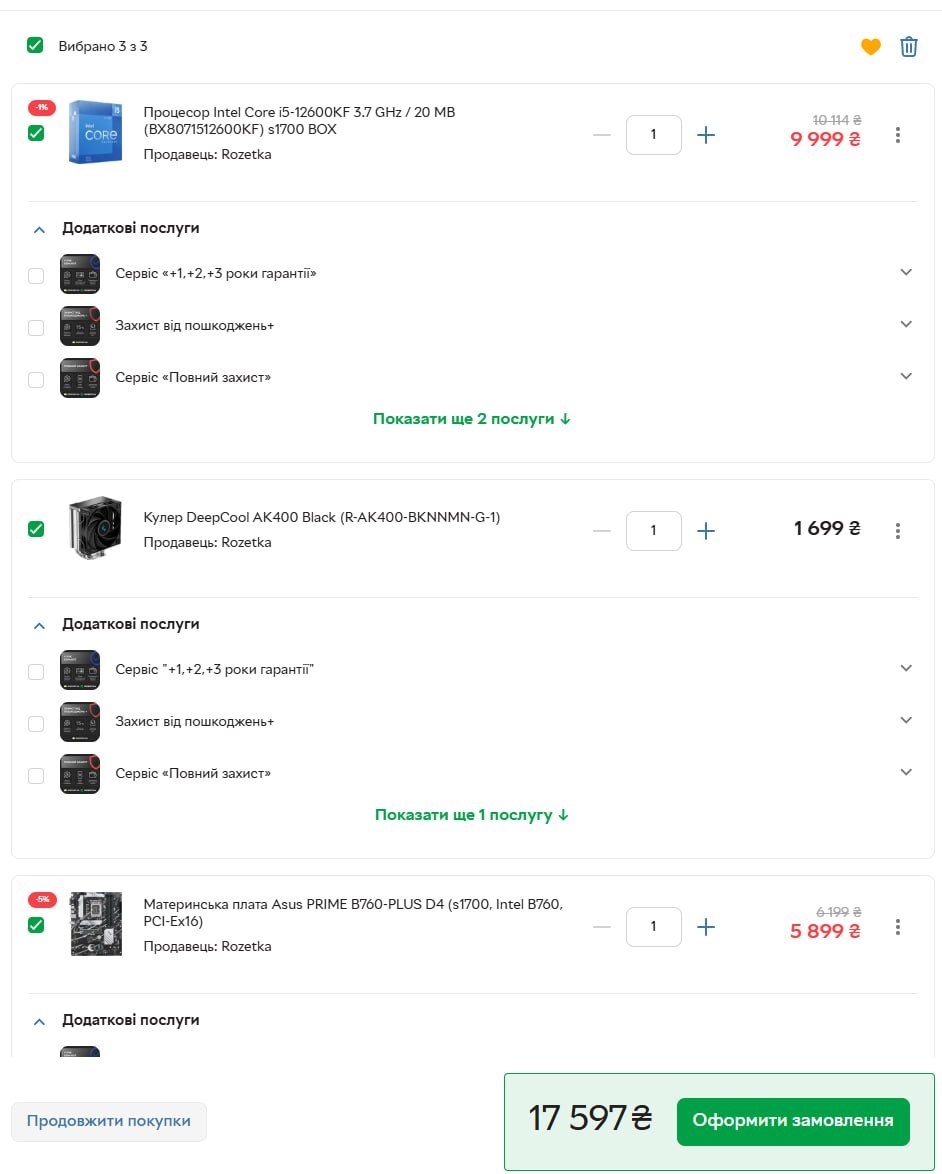 Вибрано 3 з 3
-1%
Процесор Intel Core i5-12600KF 3.7 GHz / 20 MB
(BX8071512600KF) s1700 BOX
Продавець: Rozetka
1
10 114 ₴
9 999 ₴
intel
CORE
i5
Додаткові послуги
Сервіс «+1,+2,+3 роки гарантії»
Захист від пошкоджень+
Сервіс «Повний захист»
Показати ще 2 послуги ↓
Кулер DeepCool AK400 Black (R-AK400-BKNNMN-G-1)
Продавець: Rozetka
1
1 699 ₴
Додаткові послуги
Сервіс "+1,+2,+3 роки гарантії"
Захист від пошкоджень+
Сервіс «Повний захист»
Показати ще 1 послугу ↓
-5%
Материнська плата Asus PRIME B760-PLUS D4 (s1700, Intel B760,
PCI-Ex16)
Продавець: Rozetka
1
6 199 ₴
5 899 ₴
Додаткові послуги
Продовжити покупки
17 597 ₴
Оформити замовлення